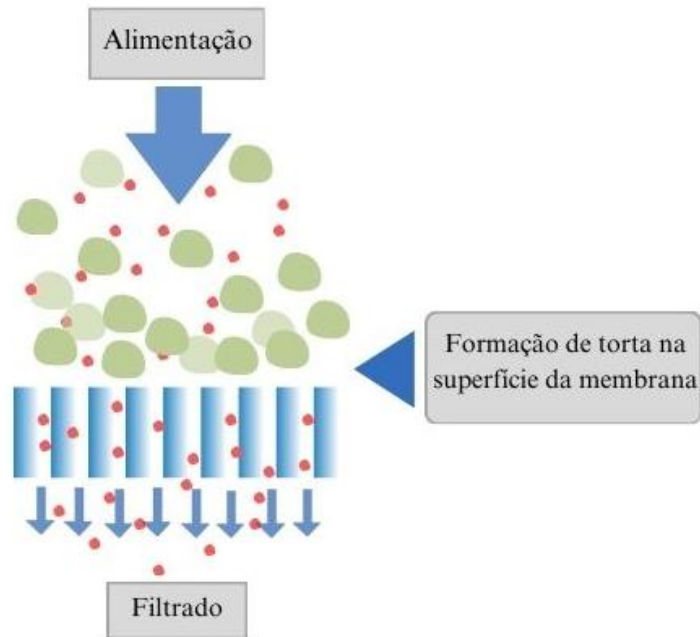 Alimentação
Formação de torta na
superfície da membrana
Filtrado